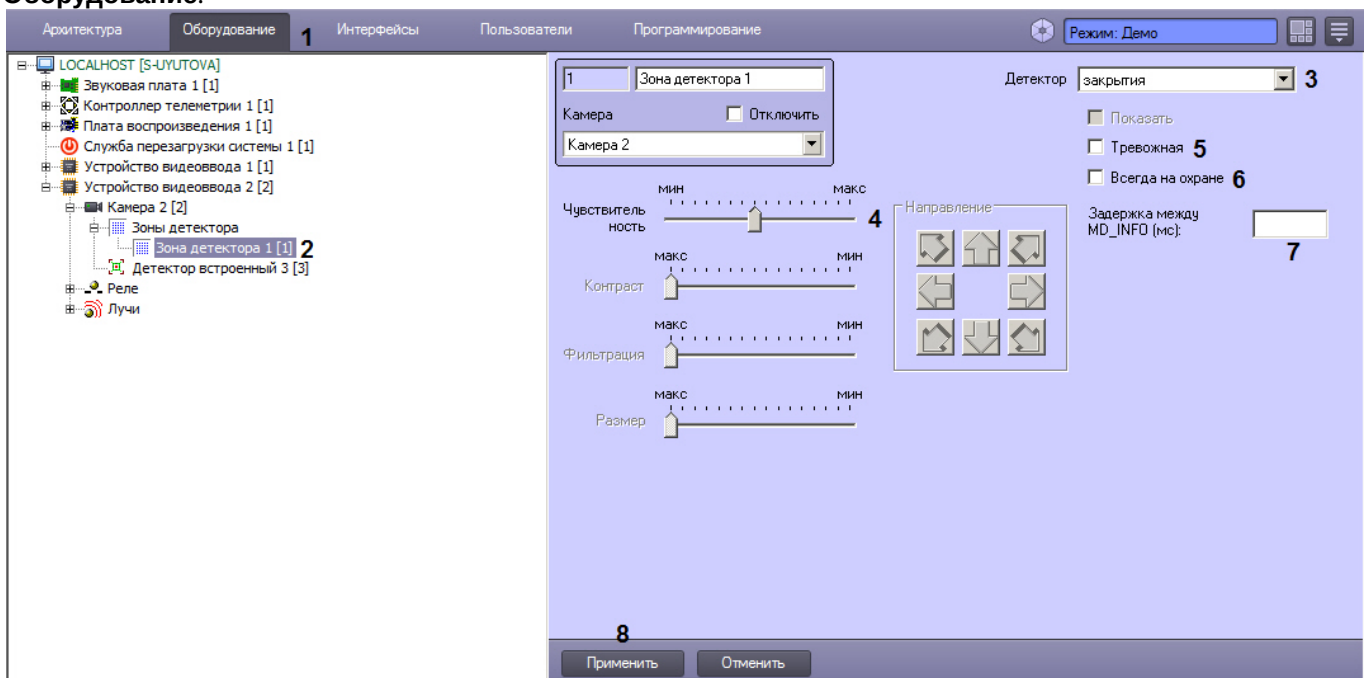 Оборудование.
Архитектура Оборудование 1 Интерфейсы Пользователи Программирование Режим: Демо
LOCALHOST [S-UYUTOVA]
Звуковая плата 1 [1]
Контроллер телеметрии 1 [1]
Плата воспроизведения 1 [1]
Служба перезагрузки системы 1 [1]
Устройство видеоввода 1 [1]
Устройство видеоввода 2 [2]
Камера 2 [2]
Зоны детектора
Зона детектора 1 [1] 2
Детектор встроенный 3 [3]
Реле
Лучи
1 Зона детектора 1
Камера Отключить
Камера 2
Детектор закрытия 3
Показать
Тревожная 5
Всегда на охране 6
Задержка между
MD_INFO (мс):
7
мин макс
Чувствитель
ность
4
макс мин
Контраст
макс мин
Фильтрация
макс мин
Размер
Направление
8
Применить Отменить